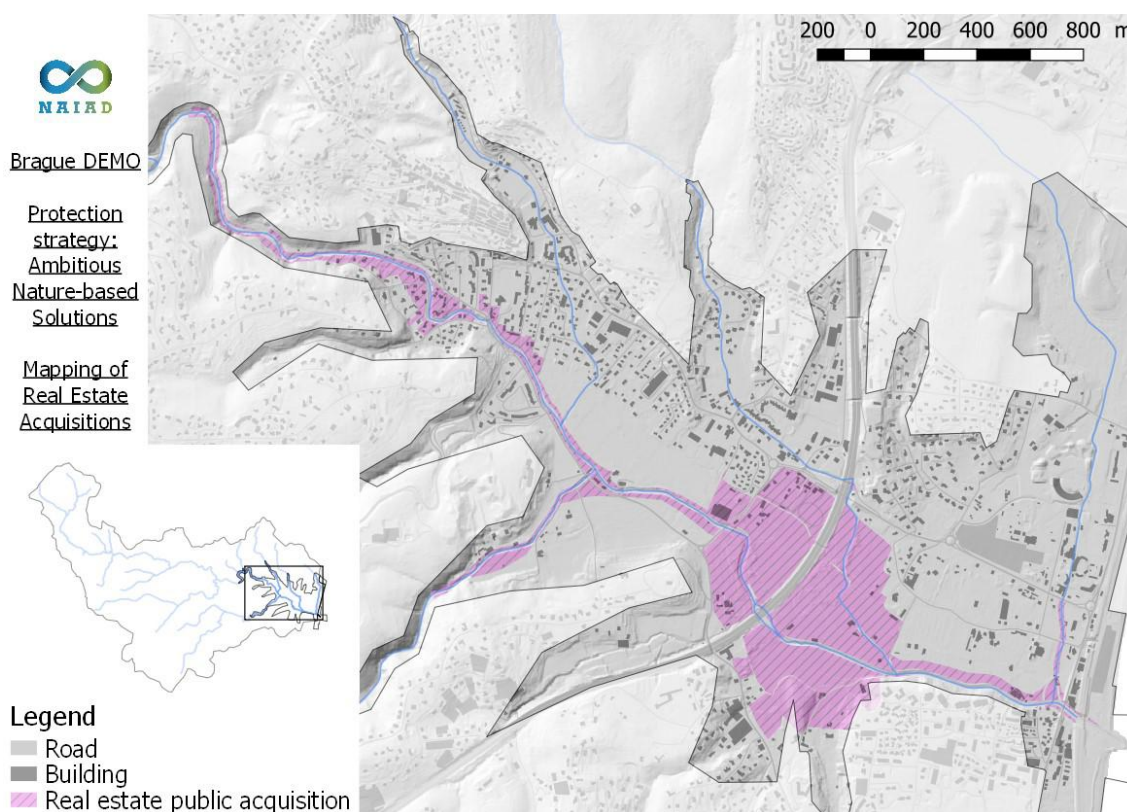 200 0 200 400 600 800 m
NAIAD
Brague DEMO
Protection
strategy:
Ambitious
Nature-based
Solutions
Mapping of
Real Estate
Acquisitions
Legend
Road
Building
Real estate public acquisition